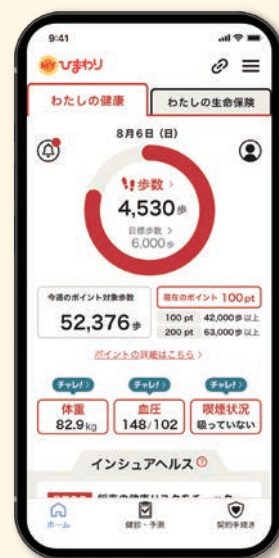 9:41
MYひまわり
わたしの健康
わたしの生命保険
8月6日（日）
歩数 >
4,530歩
目標歩数 >
6,000歩
今週のポイント対象歩数
52,376歩
現在のポイント 100pt
100 pt 42,000歩以上
200 pt 63,000歩以上
ポイントの詳細はこちら >
チャレ! >
チャレ! >
チャレ! >
体重
82.9kg
血圧
148/102
喫煙状況
吸っていない
インシュアヘルス
ホーム
健診・予測
契約手続き